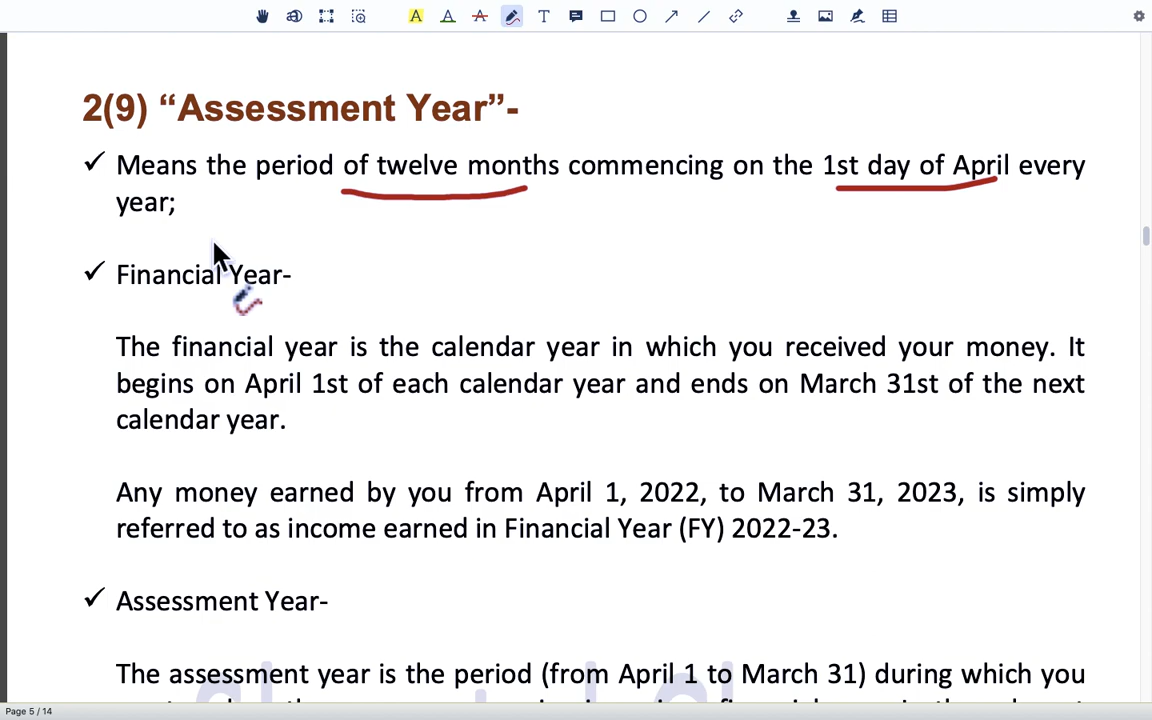 2(9) “Assessment Year”-
✓ Means the period of twelve months commencing on the 1st day of April every
year;
✓ Financial Year-
The financial year is the calendar year in which you received your money. It
begins on April 1st of each calendar year and ends on March 31st of the next
calendar year.
Any money earned by you from April 1, 2022, to March 31, 2023, is simply
referred to as income earned in Financial Year (FY) 2022-23.
✓ Assessment Year-
The assessment year is the period (from April 1 to March 31) during which you
Page 5 / 14